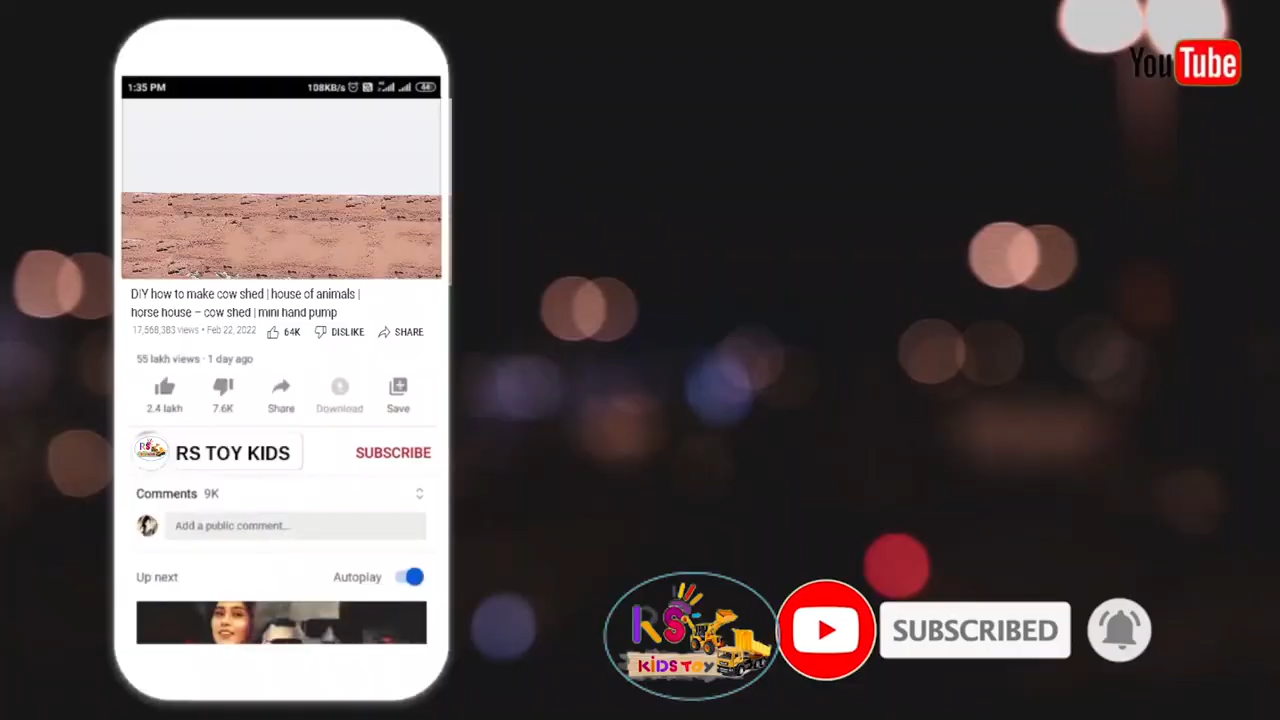 YouTube
1:35 PM
108KB/s
44
DIY how to make cow shed | house of animals |
horse house – cow shed | mini hand pump
17,568,383 views • Feb 22, 2022
64K
DISLIKE
SHARE
55 lakh views · 1 day ago
2.4 lakh
7.6K
Share
Download
Save
RS
RS TOY KIDS
SUBSCRIBE
Comments 9K
Add a public comment...
Up next
Autoplay
RS
KIDS TOY
SUBSCRIBED